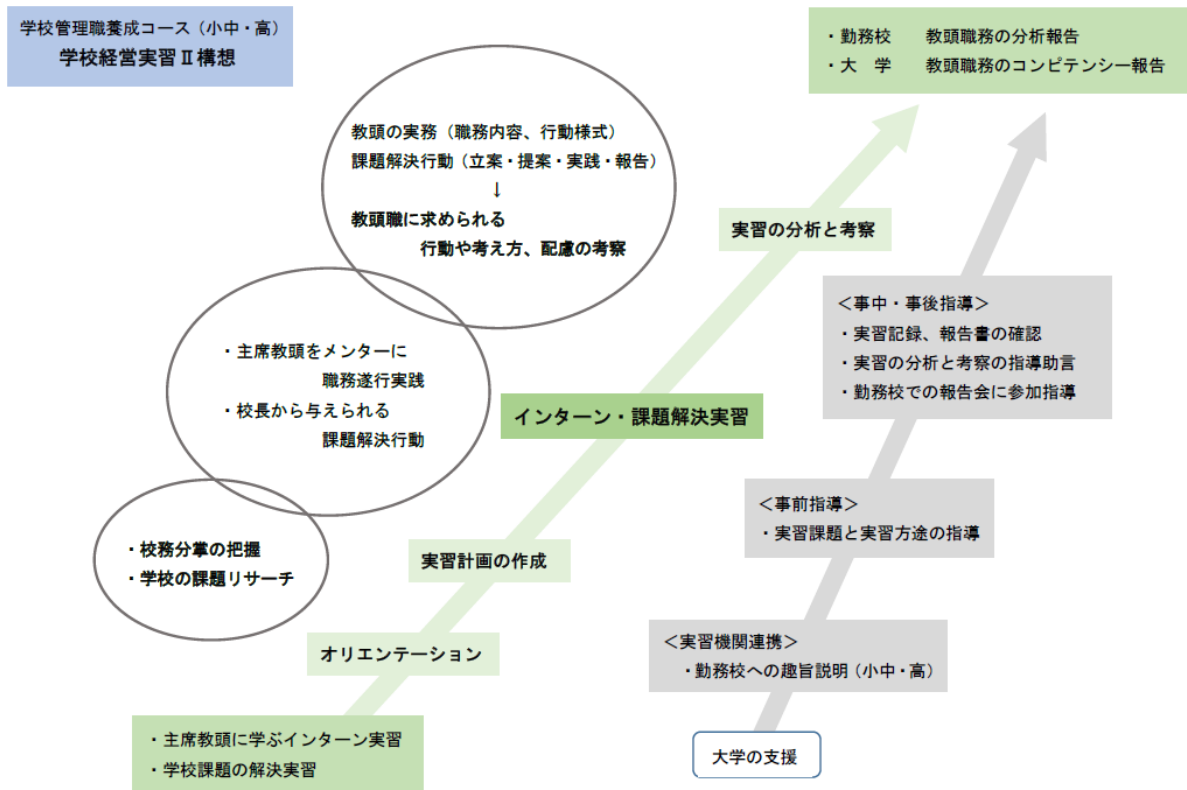 学校管理職養成コース（小中・高）
学校経営実習Ⅱ構想
・勤務校　教頭職務の分析報告
・大　学　教頭職務のコンピテンシー報告
教頭の実務（職務内容、行動様式）
課題解決行動（立案・提案・実践・報告）
↓
教頭職に求められる
行動や考え方、配慮の考察
実習の分析と考察
＜事中・事後指導＞
・実習記録、報告書の確認
・実習の分析と考察の指導助言
・勤務校での報告会に参加指導
・主席教頭をメンターに
職務遂行実践
・校長から与えられる
課題解決行動
インターン・課題解決実習
＜事前指導＞
・実習課題と実習方途の指導
・校務分掌の把握
・学校の課題リサーチ
実習計画の作成
オリエンテーション
＜実習機関連携＞
・勤務校への趣旨説明（小中・高）
・主席教頭に学ぶインターン実習
・学校課題の解決実習
大学の支援